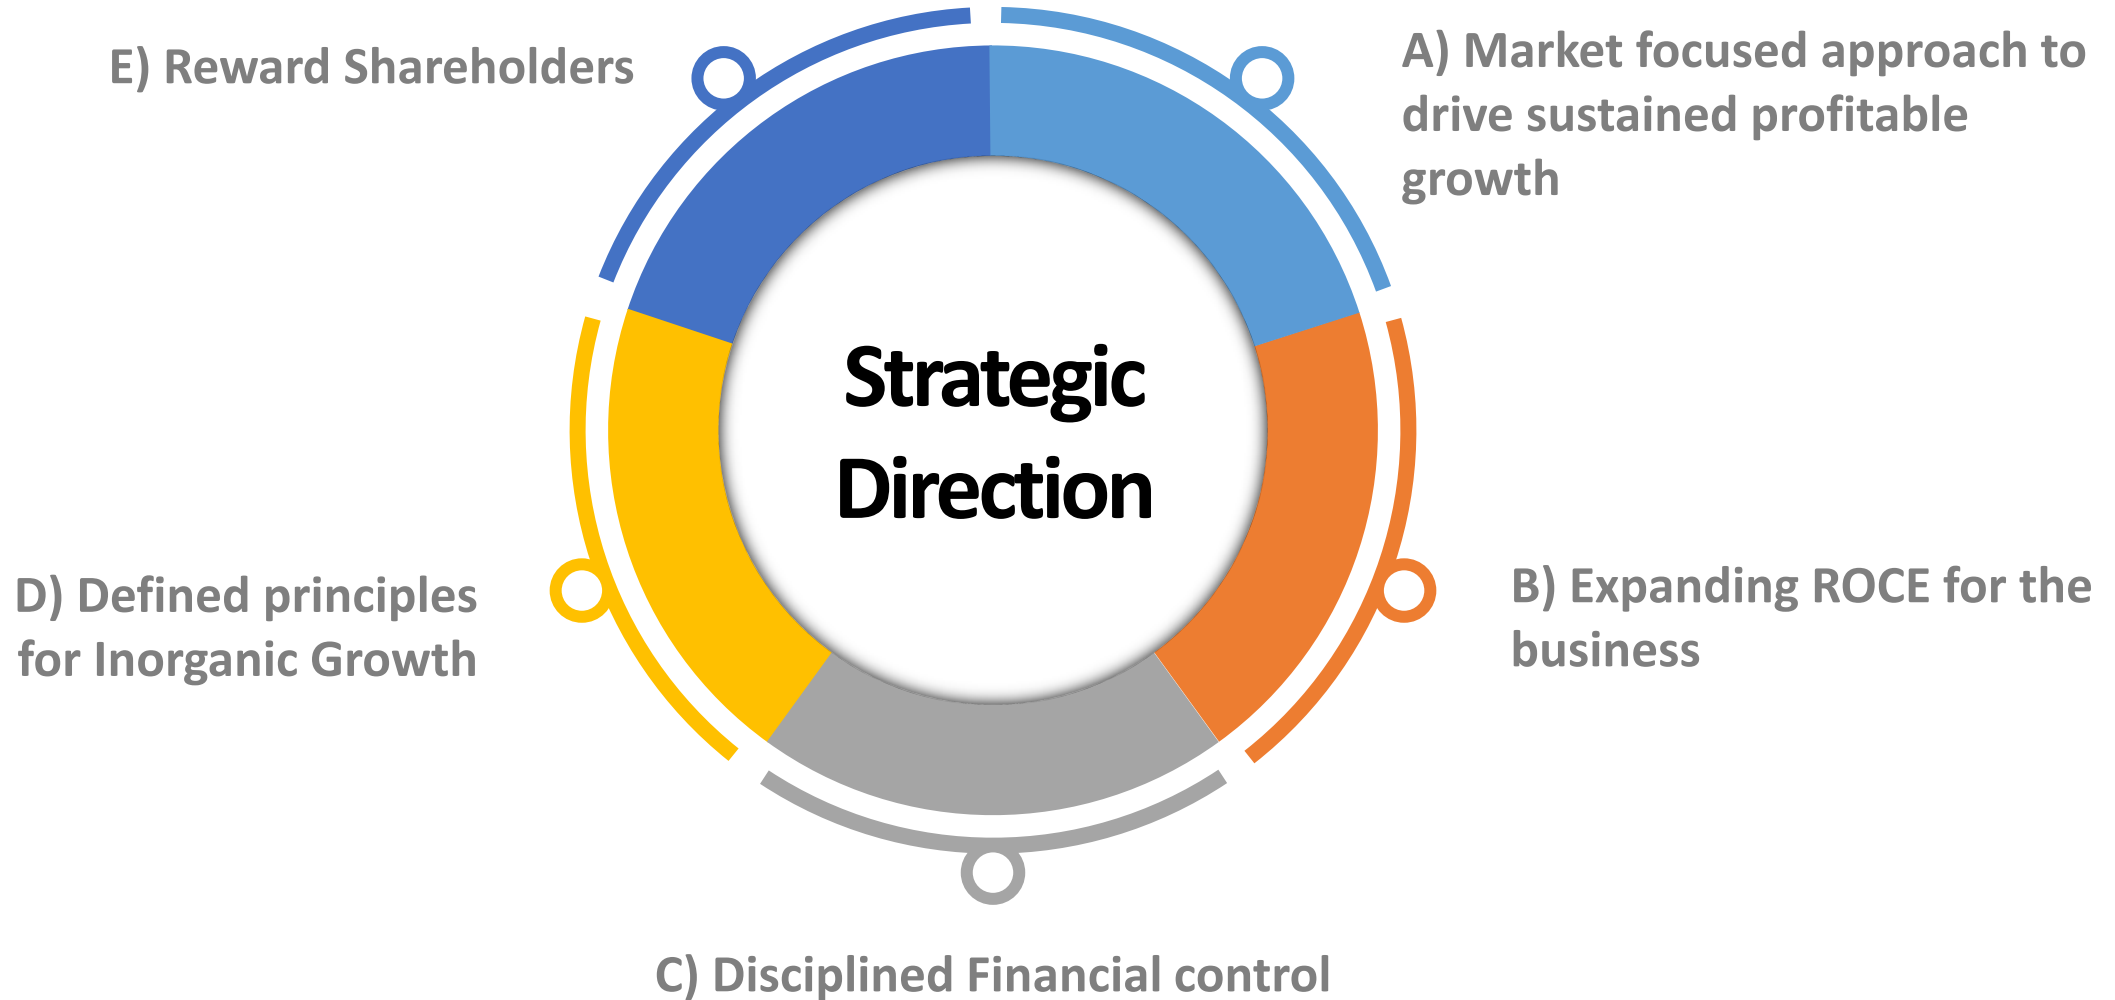 E) Reward Shareholders
A) Market focused approach to
drive sustained profitable
growth
Strategic
Direction
D) Defined principles
for Inorganic Growth
B) Expanding ROCE for the
business
C) Disciplined Financial control